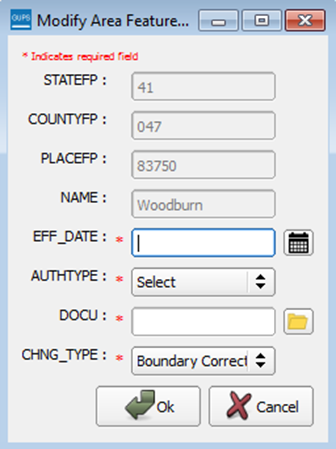 GUPS Modify Area Feature...
* Indicates required field
STATEFP : 41
COUNTYFP : 047
PLACEFP : 83750
NAME : Woodburn
EFF_DATE : *
AUTHTYPE : * Select
DOCU : *
CHNG_TYPE : * Boundary Correct
Ok Cancel